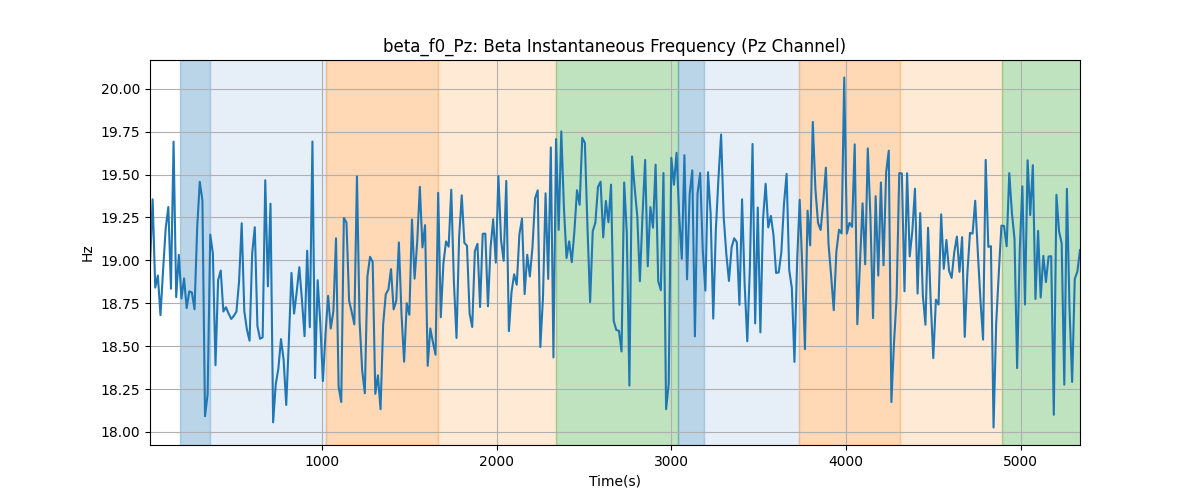 beta_f0_Pz: Beta Instantaneous Frequency (Pz Channel)
20.00
19.75
19.50
19.25
19.00
18.75
18.50
18.25
18.00
Hz
1000 2000 3000 4000 5000
Time(s)